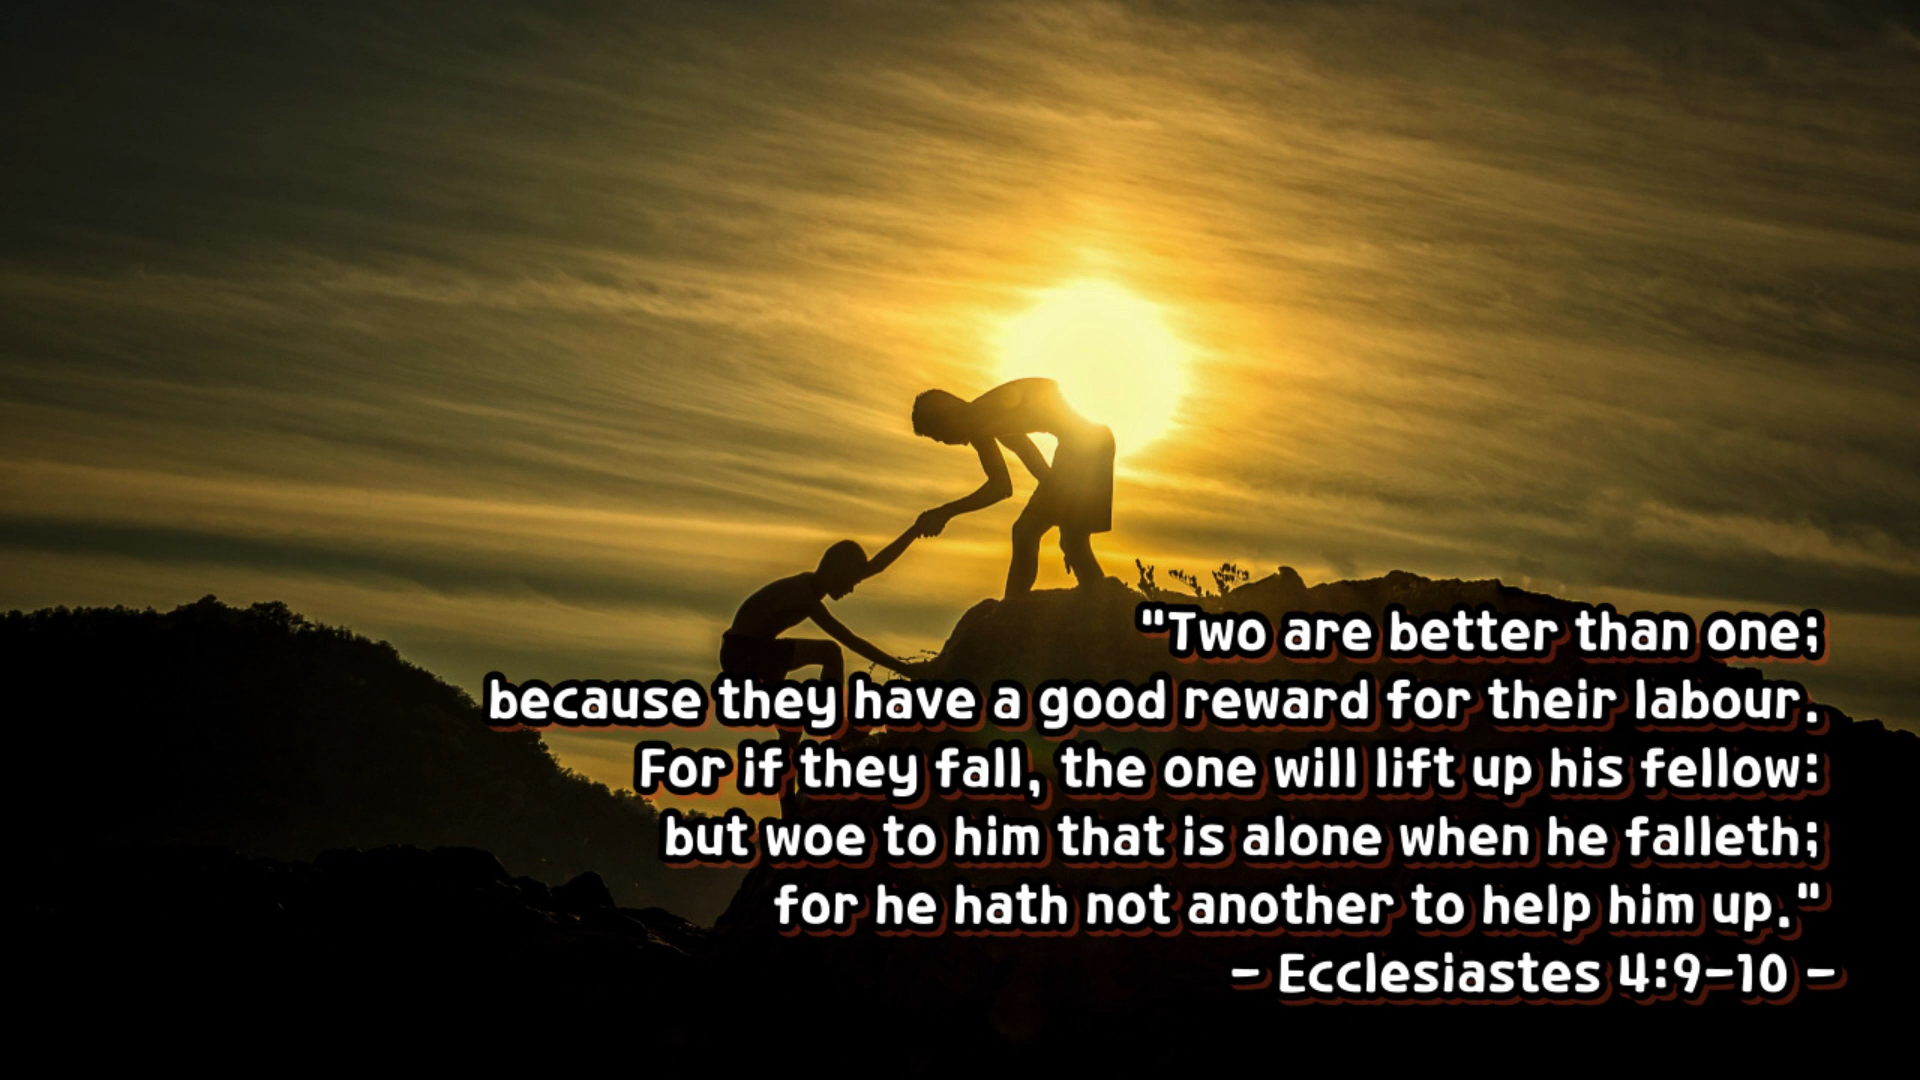 "Two are better than one;
because they have a good reward for their labour.
For if they fall, the one will lift up his fellow:
but woe to him that is alone when he falleth;
for he hath not another to help him up."
- Ecclesiastes 4:9-10 -